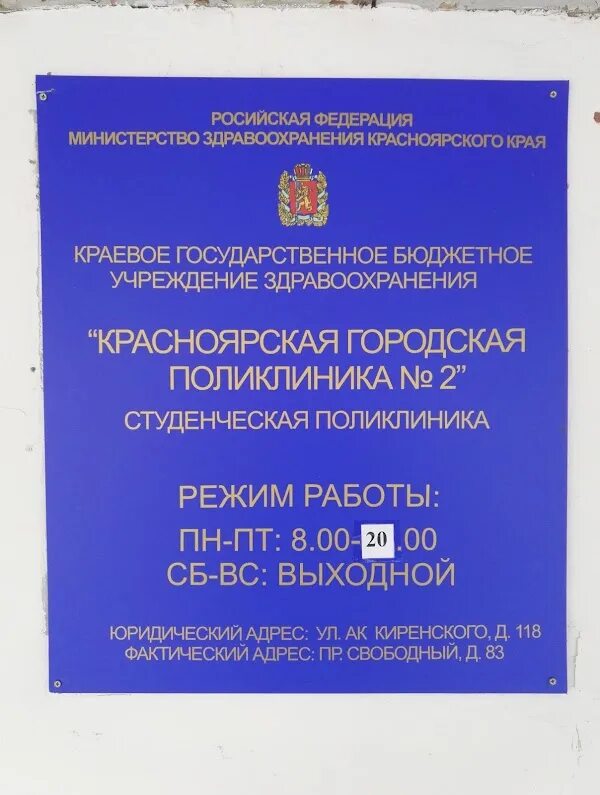 РОСИЙСКАЯ ФЕДЕРАЦИЯ
МИНИСТЕРСТВО ЗДРАВООХРАНЕНИЯ КРАСНОЯРСКОГО КРАЯ
КРАЕВОЕ ГОСУДАРСТВЕННОЕ БЮДЖЕТНОЕ
УЧРЕЖДЕНИЕ ЗДРАВООХРАНЕНИЯ
“КРАСНОЯРСКАЯ ГОРОДСКАЯ
ПОЛИКЛИНИКА № 2”
СТУДЕНЧЕСКАЯ ПОЛИКЛИНИКА
РЕЖИМ РАБОТЫ:
ПН-ПТ: 8.00-20.00
СБ-ВС: ВЫХОДНОЙ
ЮРИДИЧЕСКИЙ АДРЕС: УЛ. АК КИРЕНСКОГО, Д. 118
ФАКТИЧЕСКИЙ АДРЕС: ПР. СВОБОДНЫЙ, Д. 83